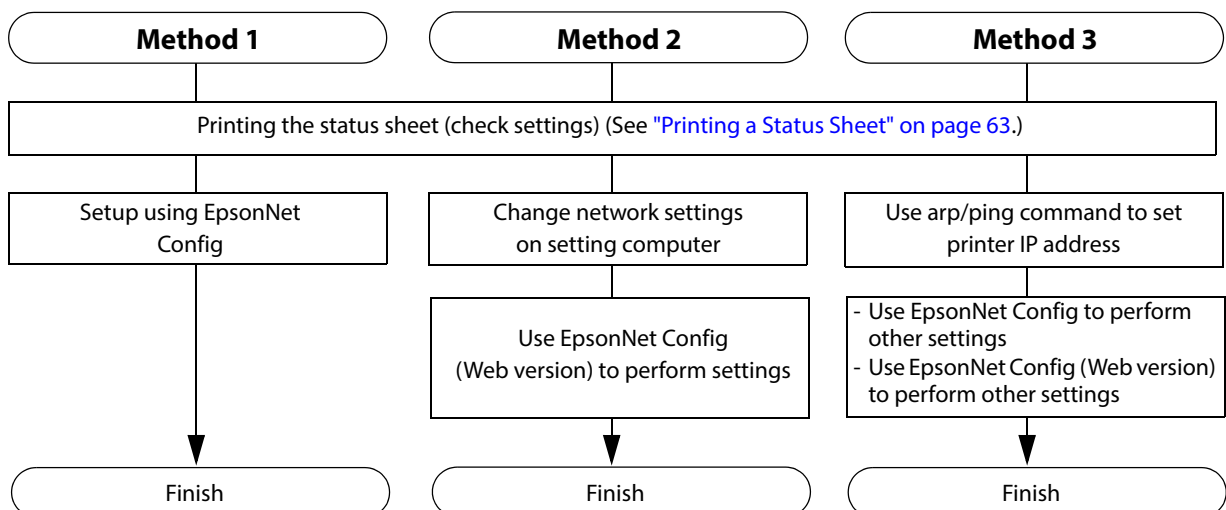 Method 1
Method 2
Method 3
Printing the status sheet (check settings) (See "Printing a Status Sheet" on page 63.)
Setup using EpsonNet
Config
Change network settings
on setting computer
Use arp/ping command to set
printer IP address
Use EpsonNet Config
(Web version) to perform settings
- Use EpsonNet Config to perform
other settings
- Use EpsonNet Config (Web version)
to perform other settings
Finish
Finish
Finish